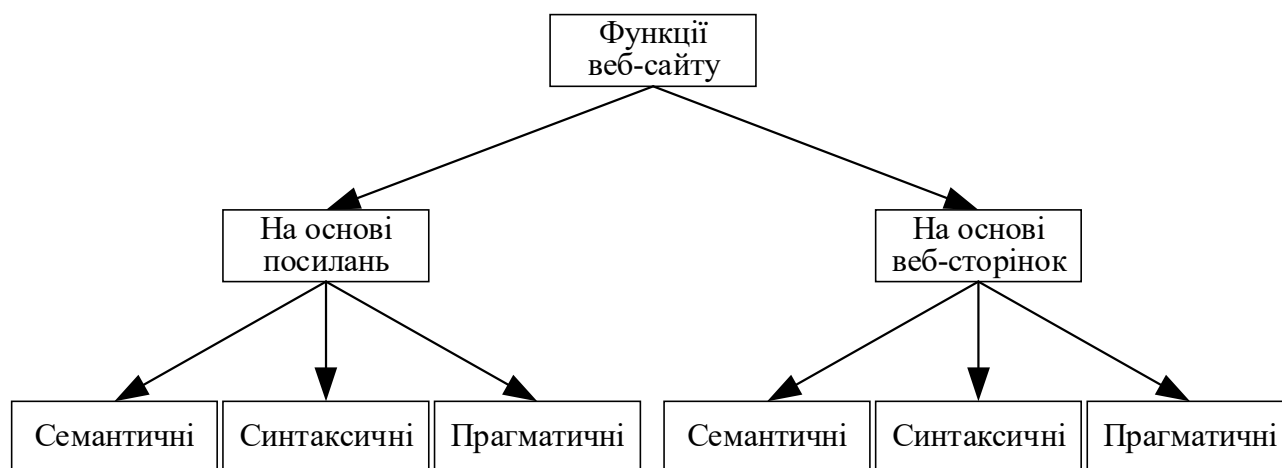 Функції
веб-сайту
На основі
посилань
На основі
веб-сторінок
Семантичні
Синтаксичні
Прагматичні
Семантичні
Синтаксичні
Прагматичні